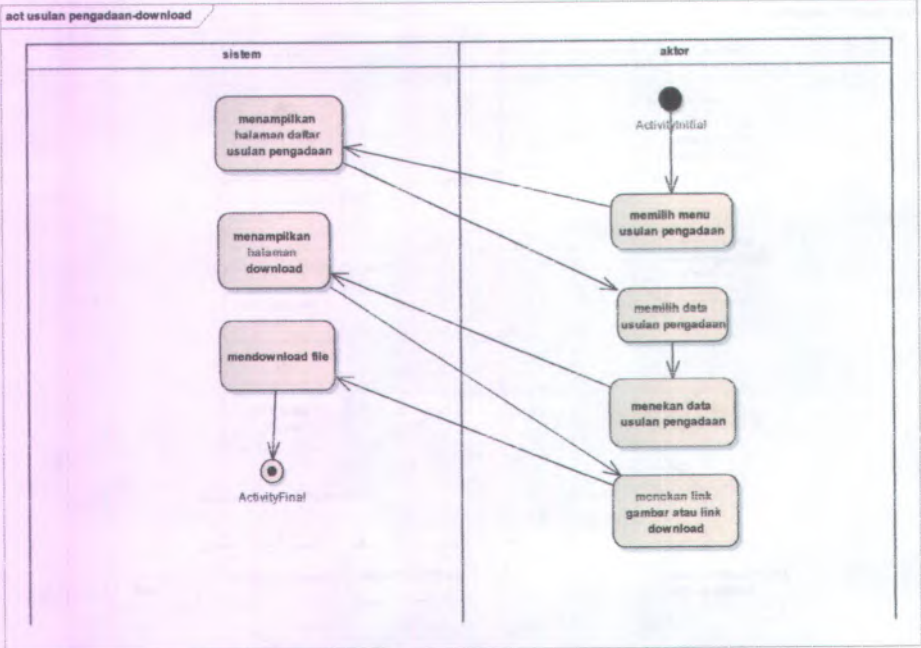 act usulan pengadaan-download
sistem
aktor
menampilkan
halaman daftar
usulan pengadaan
ActivityInitial
memilih menu
usulan pengadaan
menampilkan
halaman
download
memilih data
usulan pengadaan
mendownload file
menekan data
usulan pengadaan
ActivityFinal
menekan link
gambar atau link
download